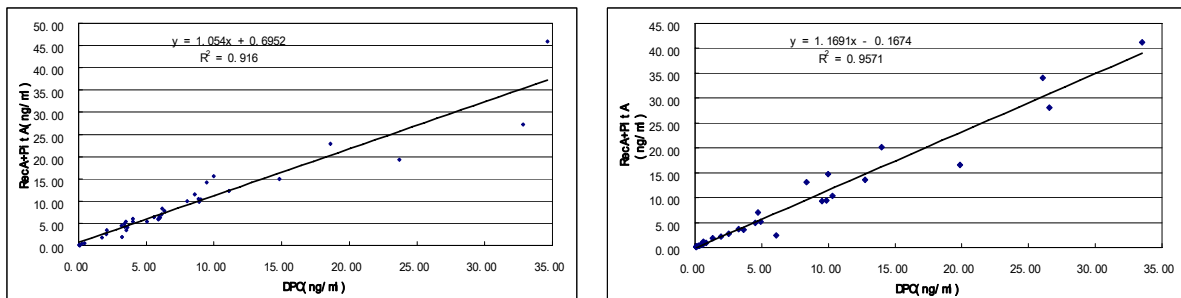 50. 00
45. 00
40. 00
35. 00
30. 00
25. 00
20. 00
15. 00
10. 00
5. 00
0. 00
RecA+Pit A(ng/ml)
y = 1. 054x + 0. 6952
R2 = 0. 916
0. 00 5. 00 10. 00 15. 00 20. 00 25. 00 30. 00 35. 00
DPC(ng/ml)
45. 00
40. 00
35. 00
30. 00
25. 00
20. 00
15. 00
10. 00
5. 00
0. 00
RecA+Pit A
(ng/ml)
y = 1. 1691x - 0. 1674
R2 = 0. 9571
0. 00 5. 00 10. 00 15. 00 20. 00 25. 00 30. 00 35. 00
DPC(ng/ml)